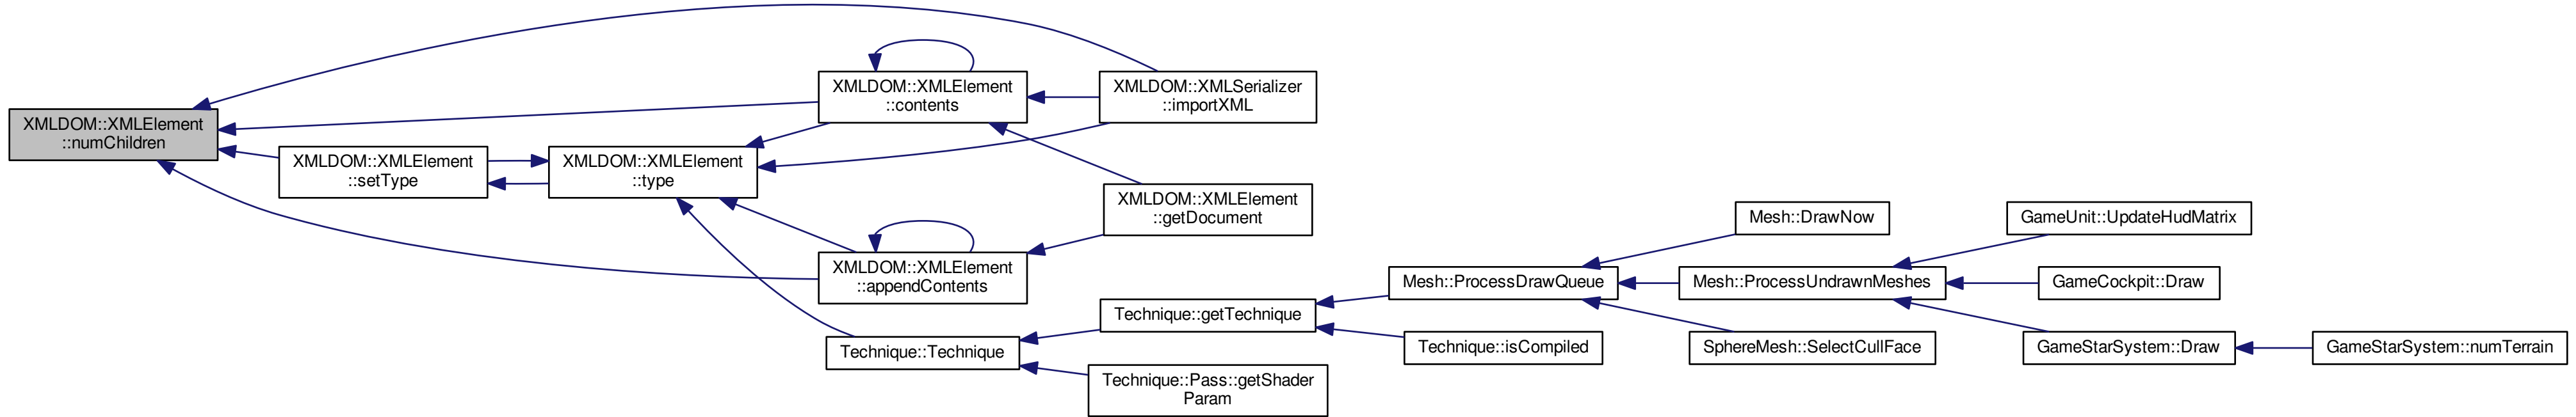 XMLDOM::XMLElement
::numChildren
XMLDOM::XMLElement
::setType
XMLDOM::XMLElement
::type
XMLDOM::XMLElement
::contents
XMLDOM::XMLElement
::appendContents
Technique::Technique
XMLDOM::XMLSerializer
::importXML
XMLDOM::XMLElement
::getDocument
Technique::getTechnique
Technique::Pass::getShader
Param
Mesh::ProcessDrawQueue
Technique::isCompiled
Mesh::DrawNow
Mesh::ProcessUndrawnMeshes
SphereMesh::SelectCullFace
GameUnit::UpdateHudMatrix
GameCockpit::Draw
GameStarSystem::Draw
GameStarSystem::numTerrain